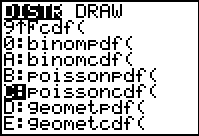 DISTR DRAW
9↑Fcdf(
0:binompdf(
A:binomcdf(
B:poissonpdf(
C:poissoncdf(
D:geometpdf(
E:geometcdf(